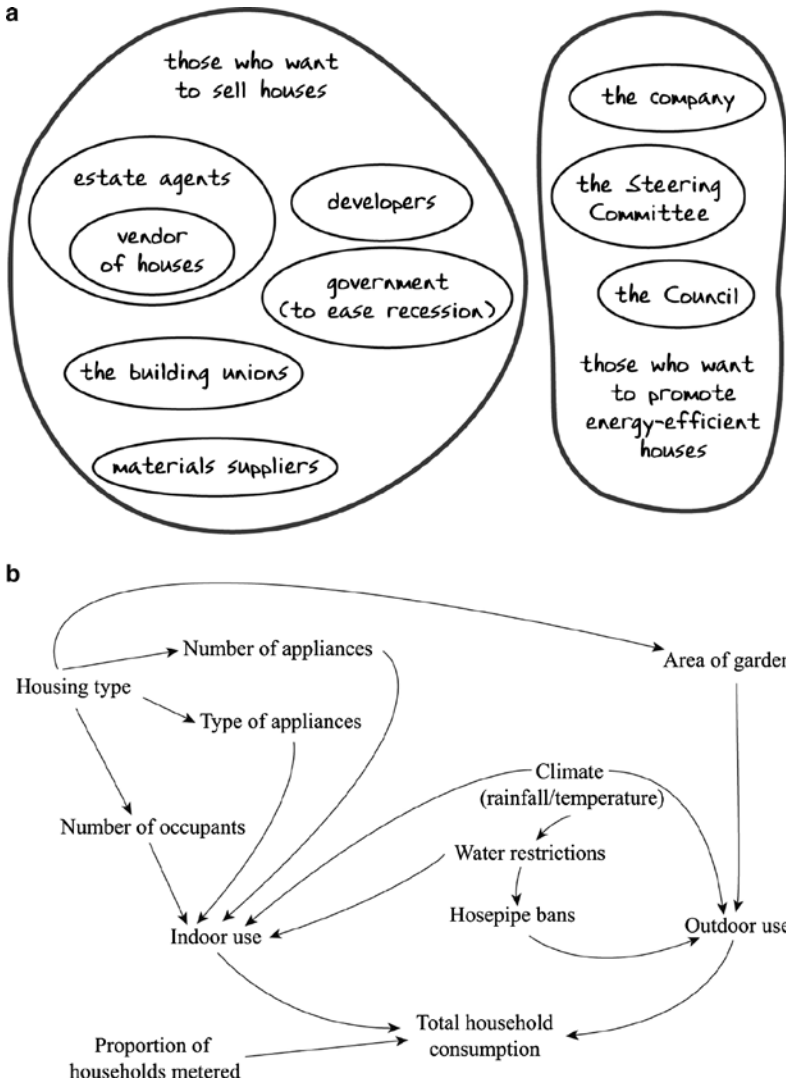 a
those who want
to sell houses
estate agents
vendor
of houses
developers
government
(to ease recession)
the building unions
materials suppliers
the company
the Steering
Committee
the Council
those who want
to promote
energy-efficient
houses
b
Number of appliances
Area of garden
Housing type
Type of appliances
Climate
(rainfall/temperature)
Number of occupants
Water restrictions
Hosepipe bans
Indoor use
Outdoor use
Total household
consumption
Proportion of
households metered